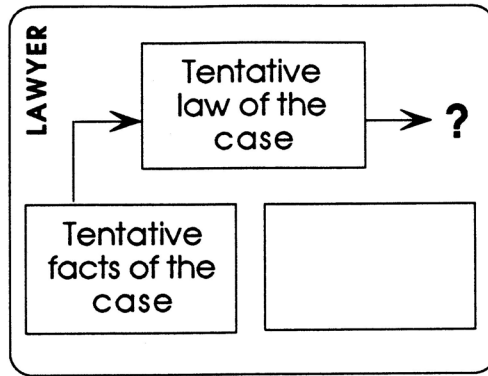 LAWYER
Tentative
law of the
case
?
Tentative
facts of the
case